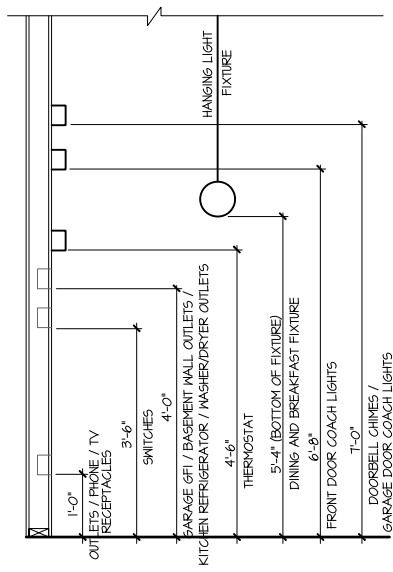 HANGING LIGHT
FIXTURE
1'-0"
OUTLETS / PHONE / TV
RECEPTACLES
3'-6"
SWITCHES
4'-0"
GARAGE GFI / BASEMENT WALL OUTLETS /
KITCHEN REFRIGERATOR / WASHER/DRYER OUTLETS
4'-6"
THERMOSTAT
5'-4" (BOTTOM OF FIXTURE)
DINING AND BREAKFAST FIXTURE
6'-8"
FRONT DOOR COACH LIGHTS
7'-0"
DOORBELL CHIMES /
GARAGE DOOR COACH LIGHTS